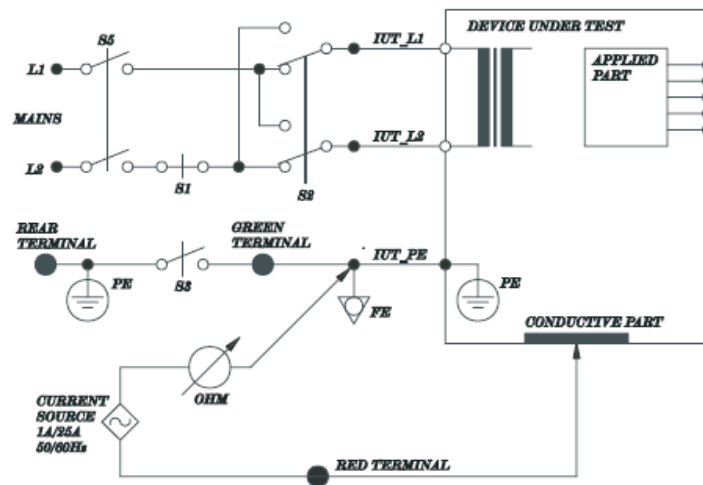 S5
IUT_L1
DEVICE UNDER TEST
L1
APPLIED
PART
MAINS
IUT_L2
L2
S1
S2
REAR
TERMINAL
GREEN
TERMINAL
IUT_PE
PE
S3
FE
PE
CONDUCTIVE PART
OHM
CURRENT
SOURCE
1A/25A
50/60Hz
RED TERMINAL